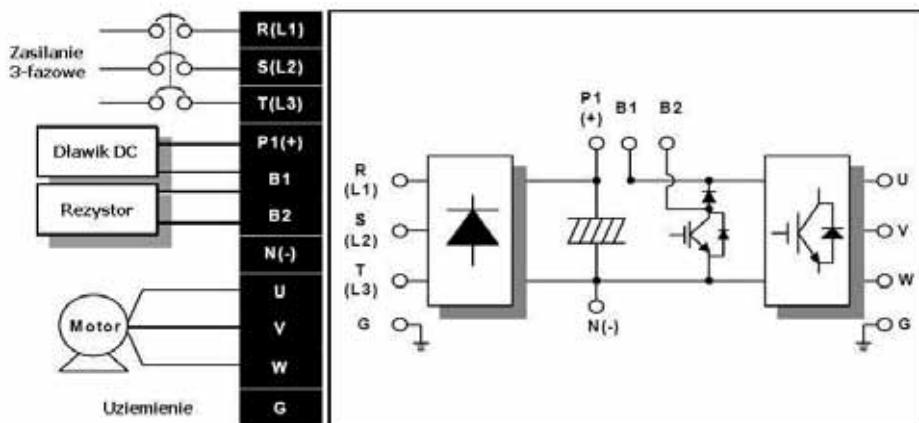 Zasilanie
3-fazowe
R(L1)
S(L2)
T(L3)
Dławik DC
P1(+)
B1
Rezystor
B2
N(-)
U
Motor
V
W
Uziemienie
G
P1
(+)
B1
B2
R
(L1)
S
(L2)
T
(L3)
G
N(-)
U
V
W
G